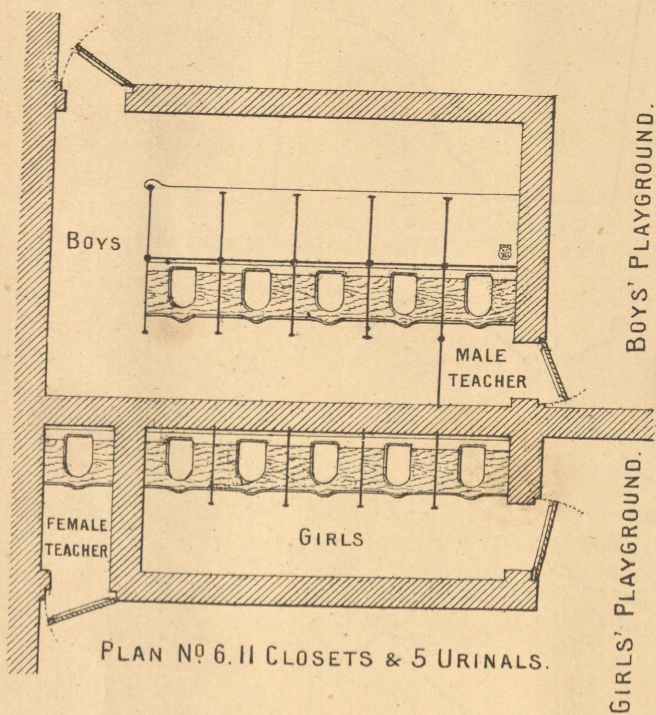 BOYS
MALE
TEACHER
BOYS' PLAYGROUND.
FEMALE
TEACHER
GIRLS
GIRLS' PLAYGROUND.
PLAN Nº 6. 11 CLOSETS & 5 URINALS.